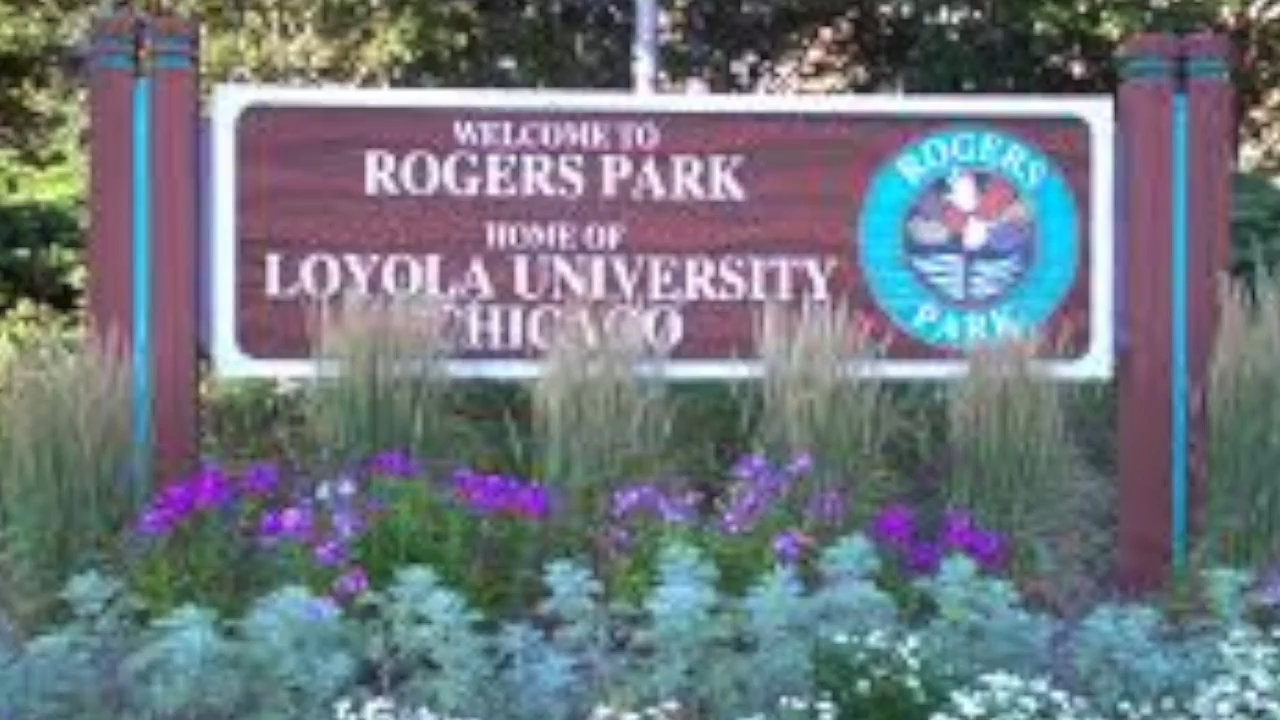 WELCOME TO
ROGERS PARK
HOME OF
LOYOLA UNIVERSITY
CHICAGO
ROGERS
PARK